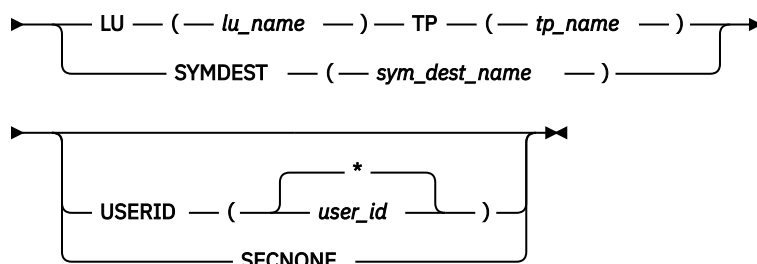 LU ( lu_name ) TP ( tp_name )
SYMDEST ( sym_dest_name )
*
USERID ( user_id )
SECNONE